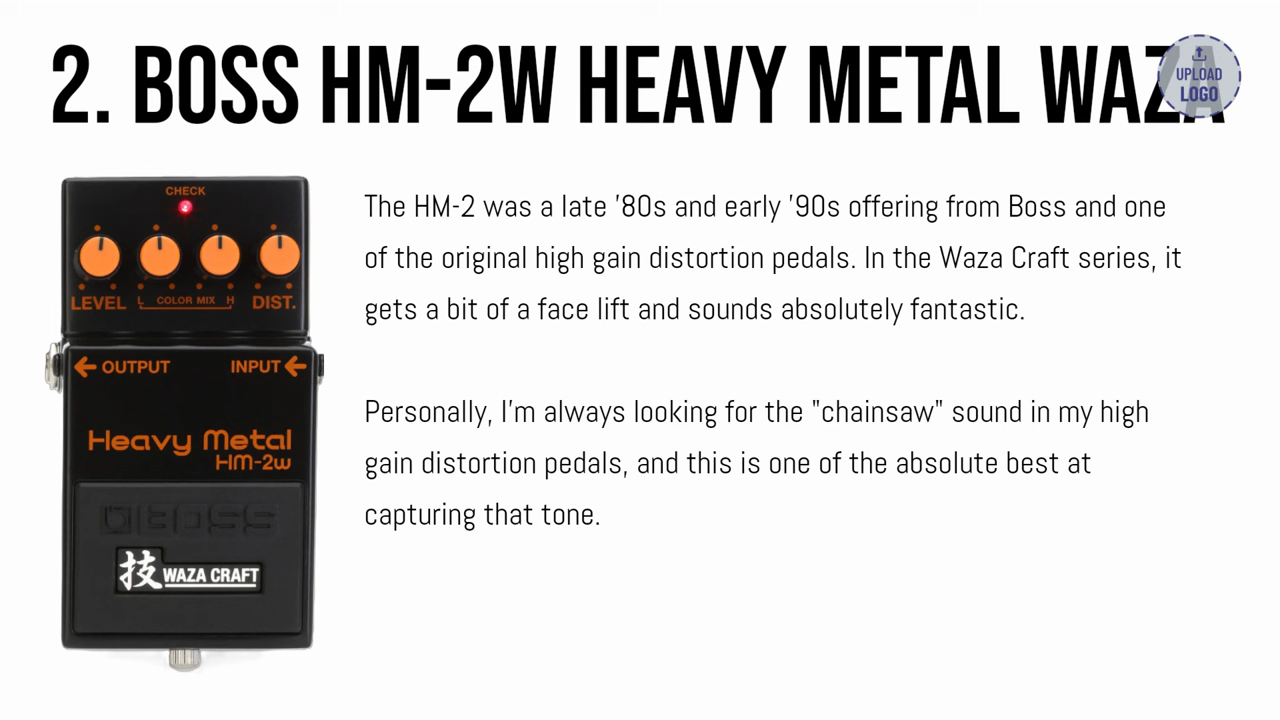 2. BOSS HM-2W HEAVY METAL WAZA
UPLOAD
LOGO
CHECK
LEVEL L COLOR MIX H DIST.
OUTPUT INPUT
Heavy Metal
HM-2w
BOSS
技 WAZA CRAFT
The HM-2 was a late '80s and early '90s offering from Boss and one
of the original high gain distortion pedals. In the Waza Craft series, it
gets a bit of a face lift and sounds absolutely fantastic.
Personally, I'm always looking for the "chainsaw" sound in my high
gain distortion pedals, and this is one of the absolute best at
capturing that tone.